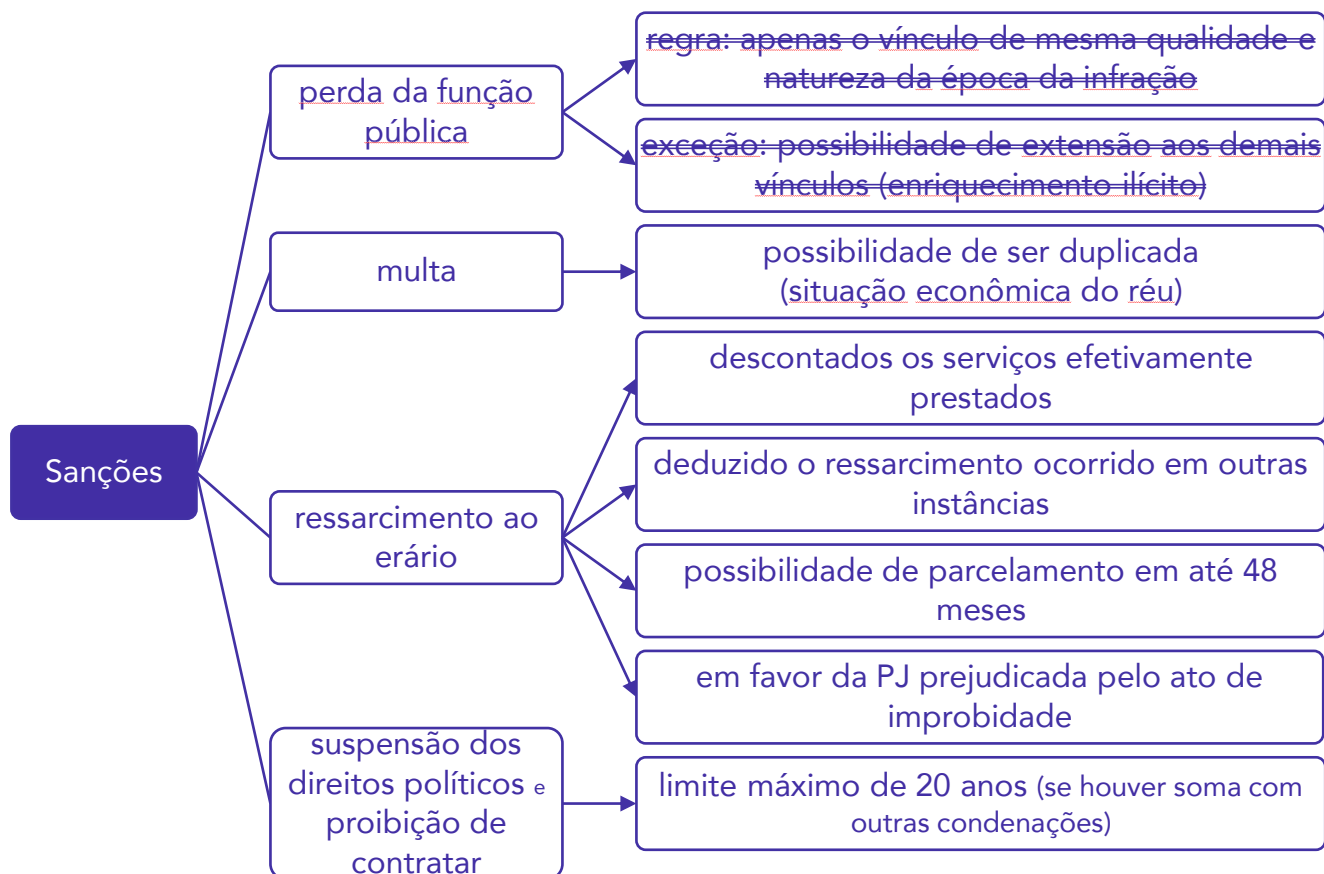 Sanções
perda da função
pública
regra: apenas o vínculo de mesma qualidade e
natureza da época da infração
exceção: possibilidade de extensão aos demais
vínculos (enriquecimento ilícito)
multa
possibilidade de ser duplicada
(situação econômica do réu)
ressarcimento ao
erário
descontados os serviços efetivamente
prestados
deduzido o ressarcimento ocorrido em outras
instâncias
possibilidade de parcelamento em até 48
meses
em favor da PJ prejudicada pelo ato de
improbidade
suspensão dos
direitos políticos e
proibição de
contratar
limite máximo de 20 anos (se houver soma com
outras condenações)